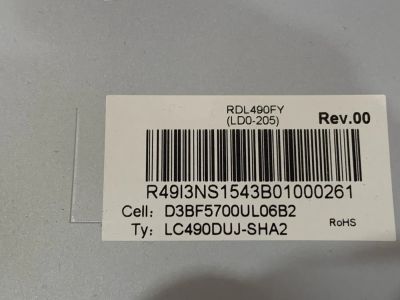 RDL490FY
(LD0-205)
Rev.00
R49I3NS1543B01000261
Cell: D3BF5700UL06B2
Ty: LC490DUJ-SHA2
RoHS